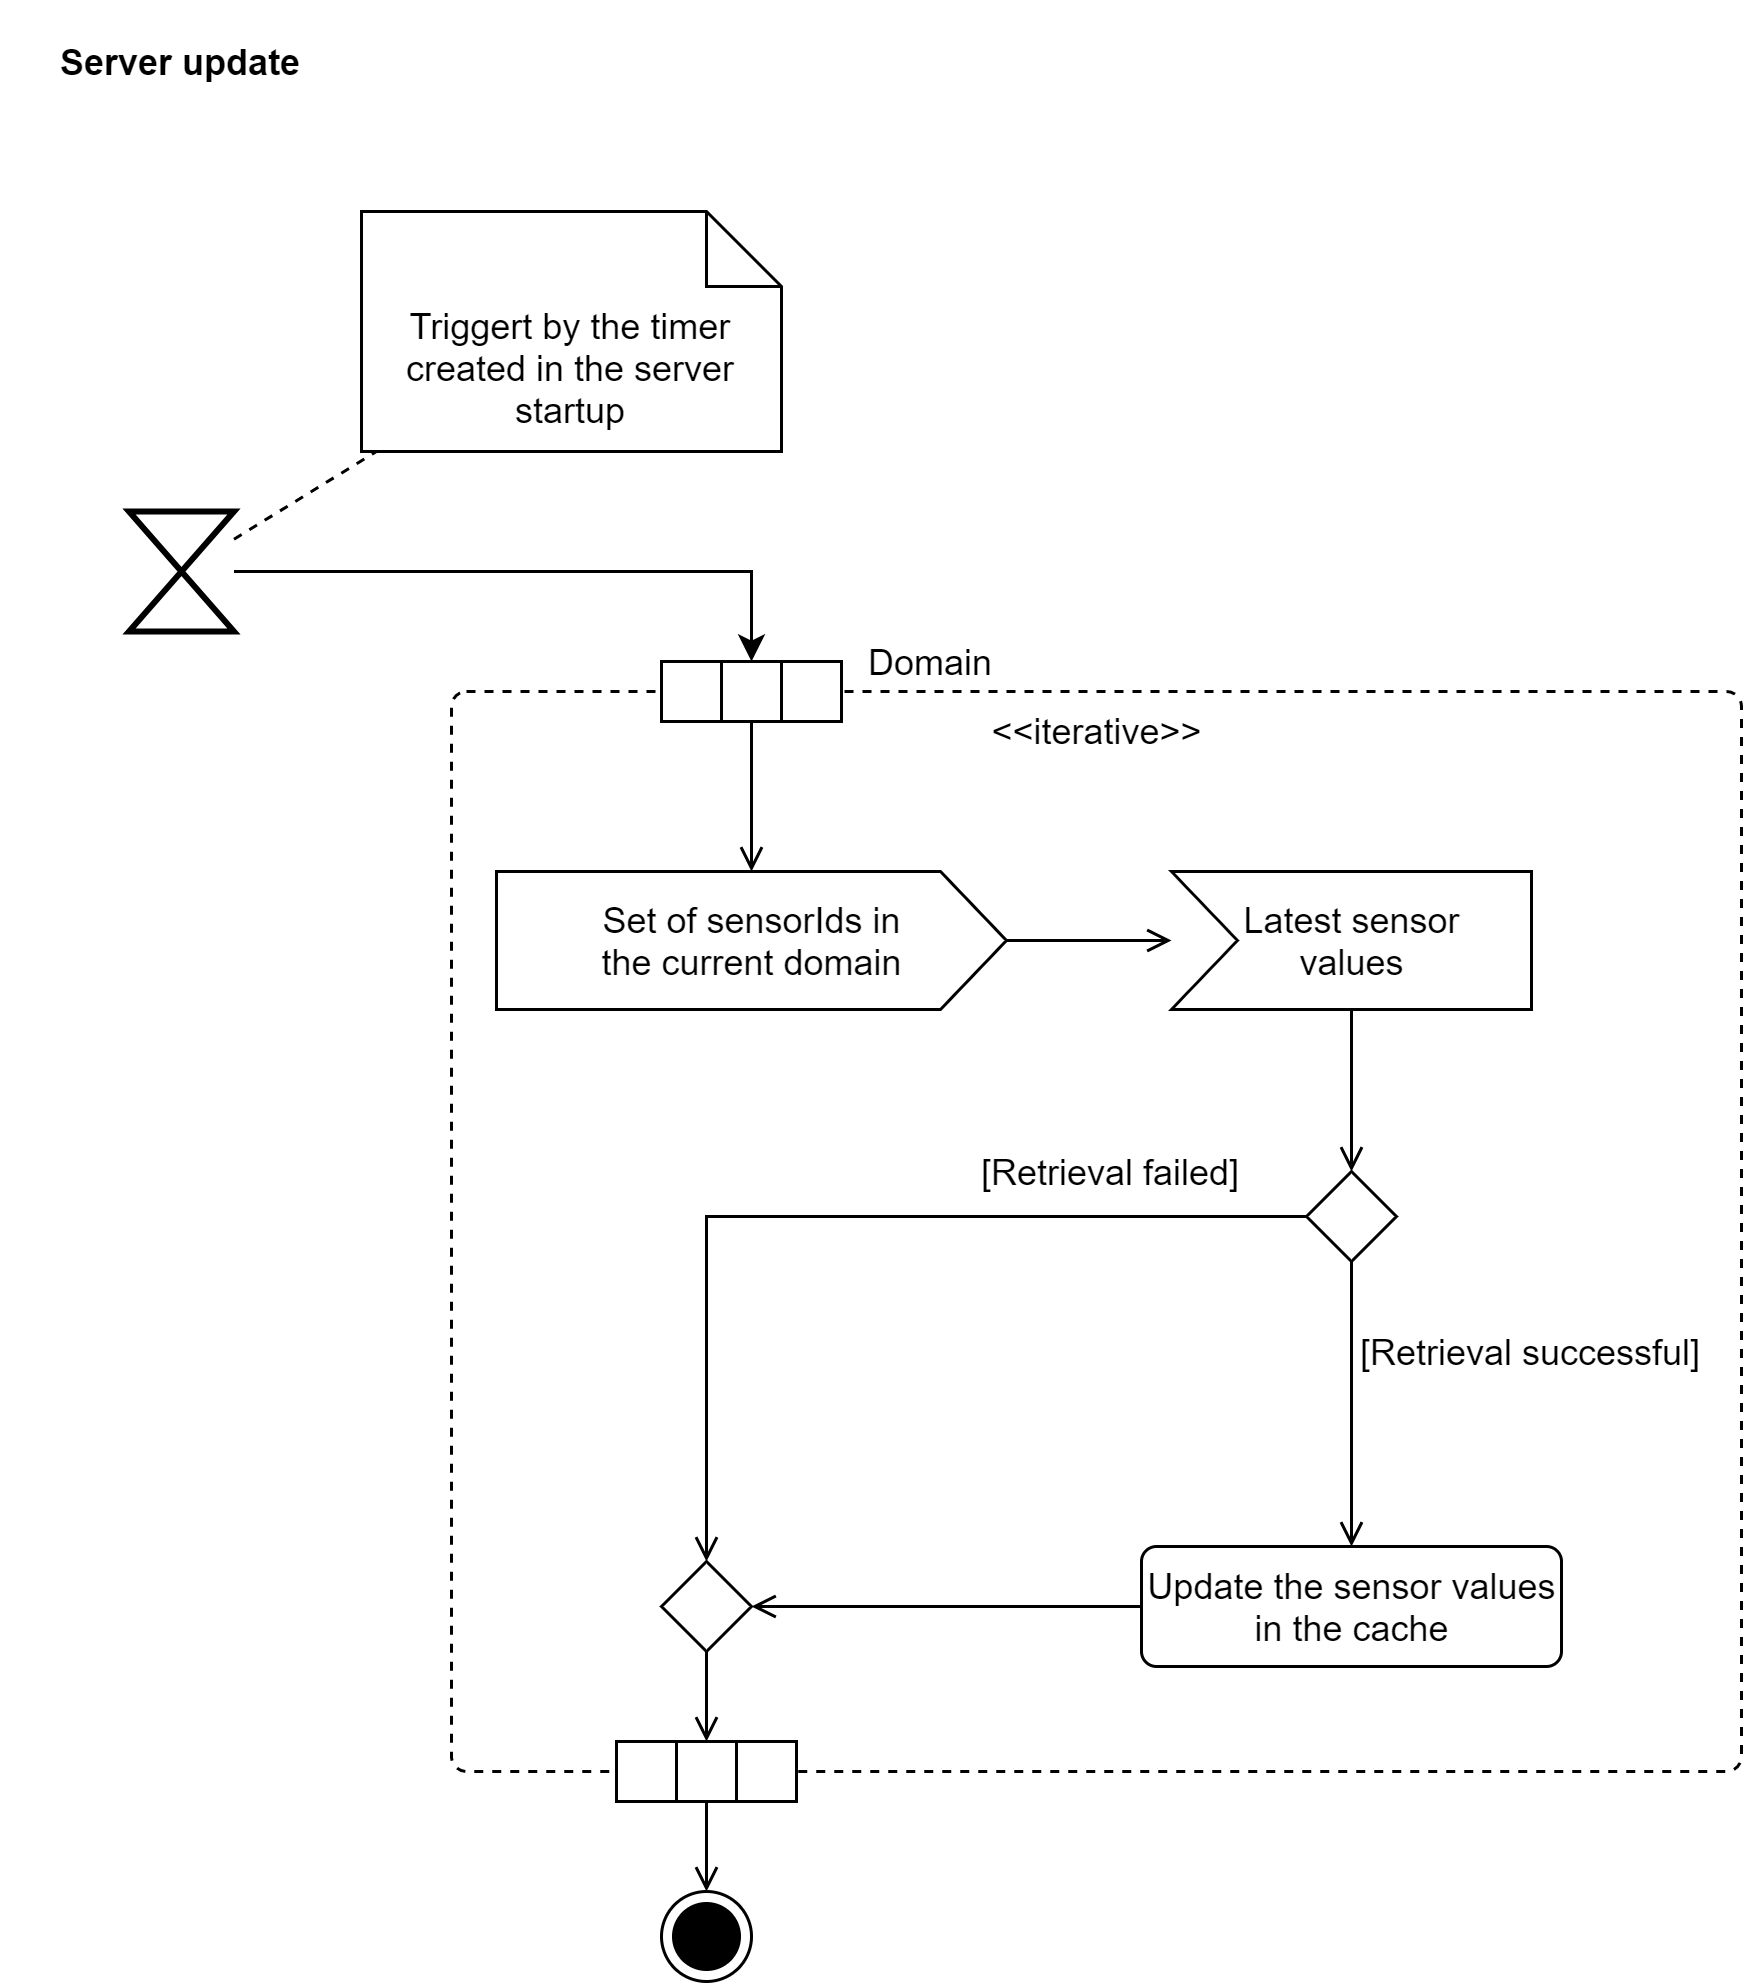 Server update
Triggert by the timer
created in the server
startup
Domain
<<iterative>>
Set of sensorIds in
the current domain
Latest sensor
values
[Retrieval failed]
[Retrieval successful]
Update the sensor values
in the cache